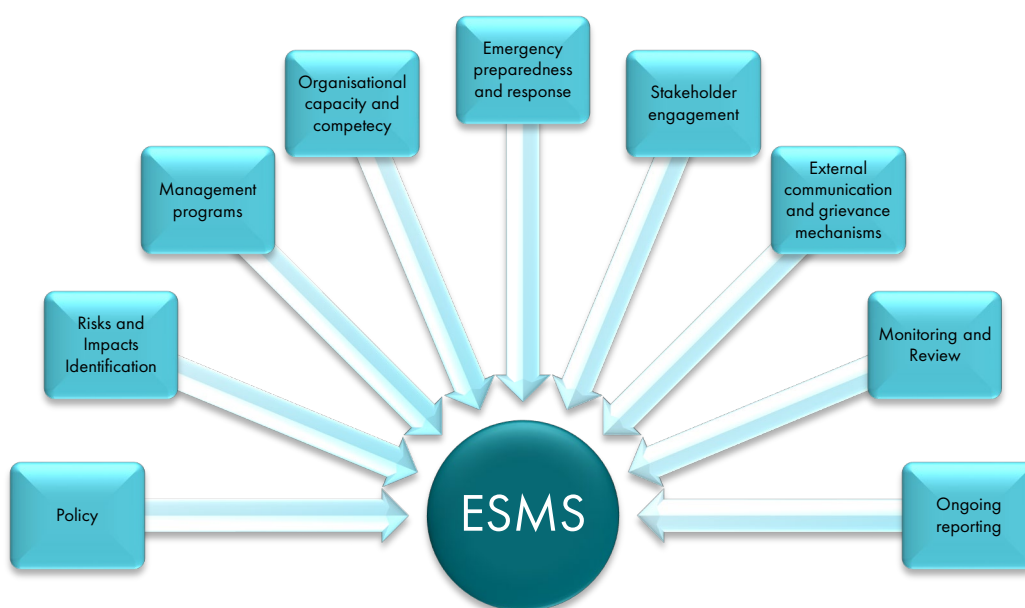 Policy
Risks and
Impacts
Identification
Management
programs
Organisational
capacity and
competecy
Emergency
preparedness
and response
Stakeholder
engagement
External
communication
and grievance
mechanisms
Monitoring and
Review
Ongoing
reporting
ESMS